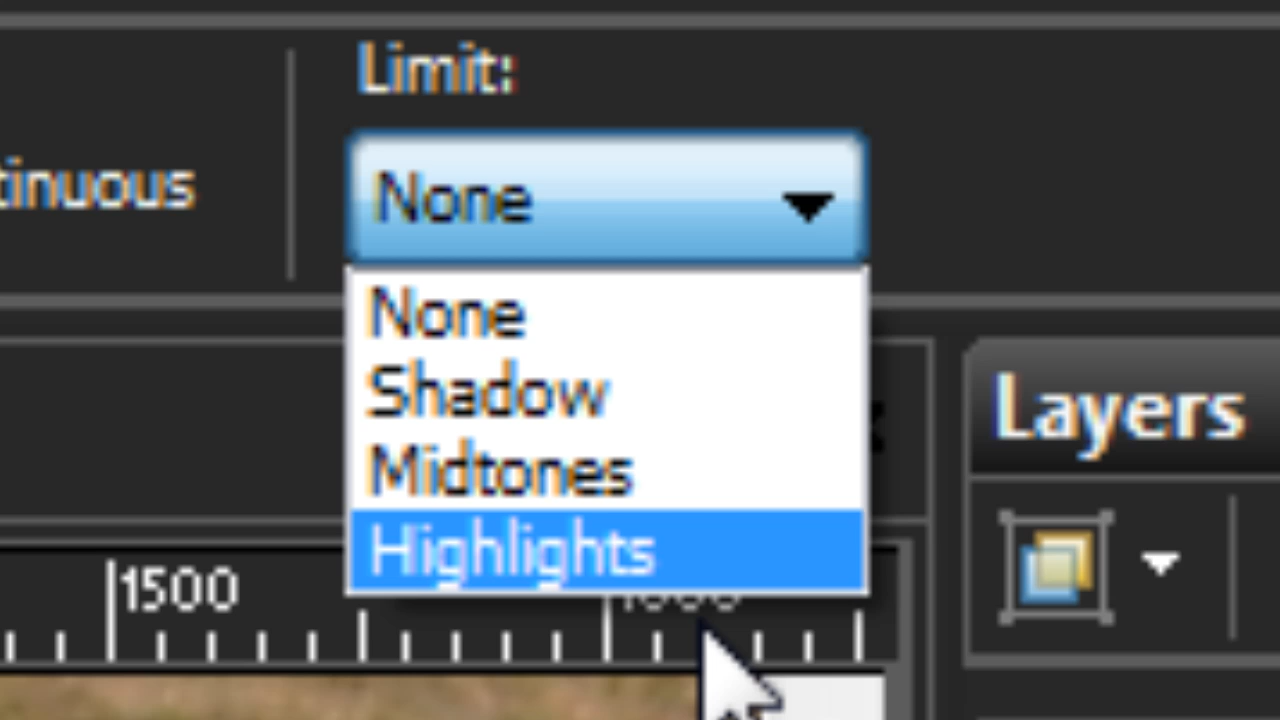 Limit:
tinuous
None
None
Shadow
Midtones
Highlights
Layers
1500